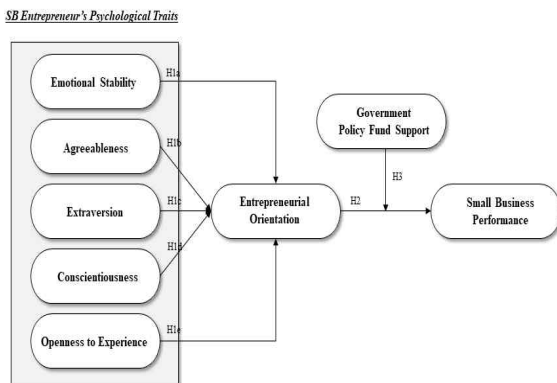 SB Entrepreneur's Psychological Traits
Emotional Stability
H1a
Agreeableness
H1b
Extraversion
H1c
Conscientiousness
H1d
Openness to Experience
H1e
Entrepreneurial
Orientation
H2
Government
Policy Fund Support
H3
Small Business
Performance